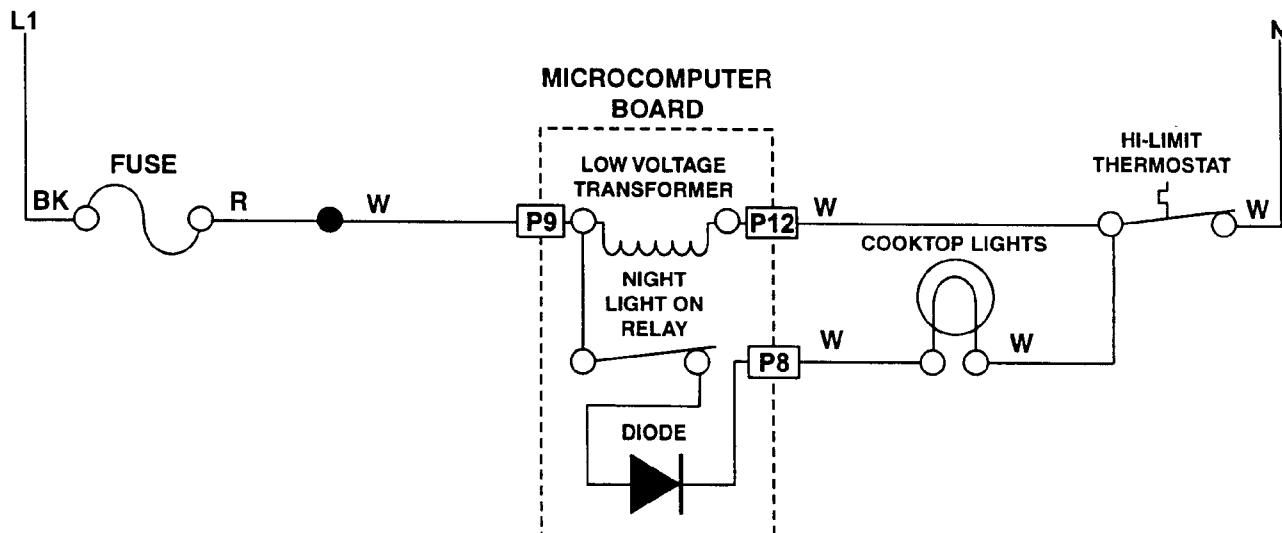 L1
N
MICROCOMPUTER
BOARD
HI-LIMIT
THERMOSTAT
FUSE
LOW VOLTAGE
TRANSFORMER
BK
R
W
P9
P12
W
W
COOKTOP LIGHTS
NIGHT
LIGHT ON
RELAY
P8
W
W
DIODE